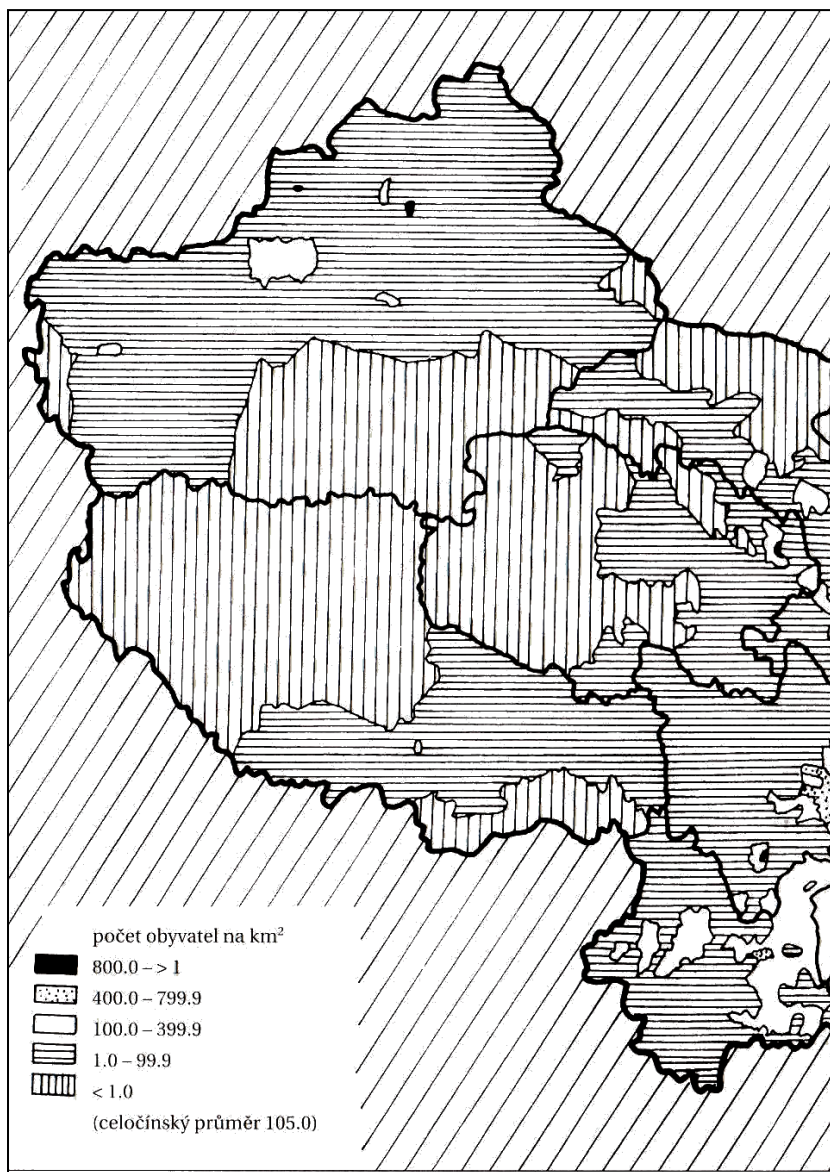 počet obyvatel na km²
800.0 – > 1
400.0 – 799.9
100.0 – 399.9
1.0 – 99.9
< 1.0
(celočínský průměr 105.0)